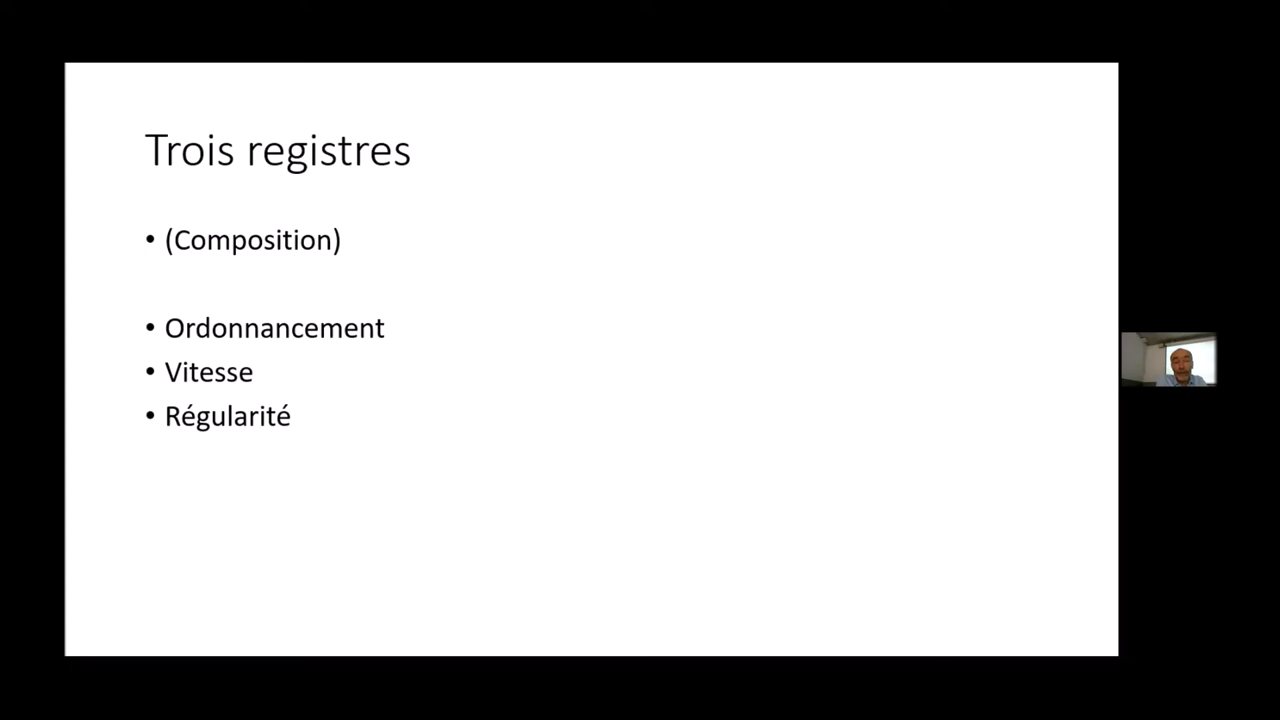 Trois registres
• (Composition)
• Ordonnancement
• Vitesse
• Régularité